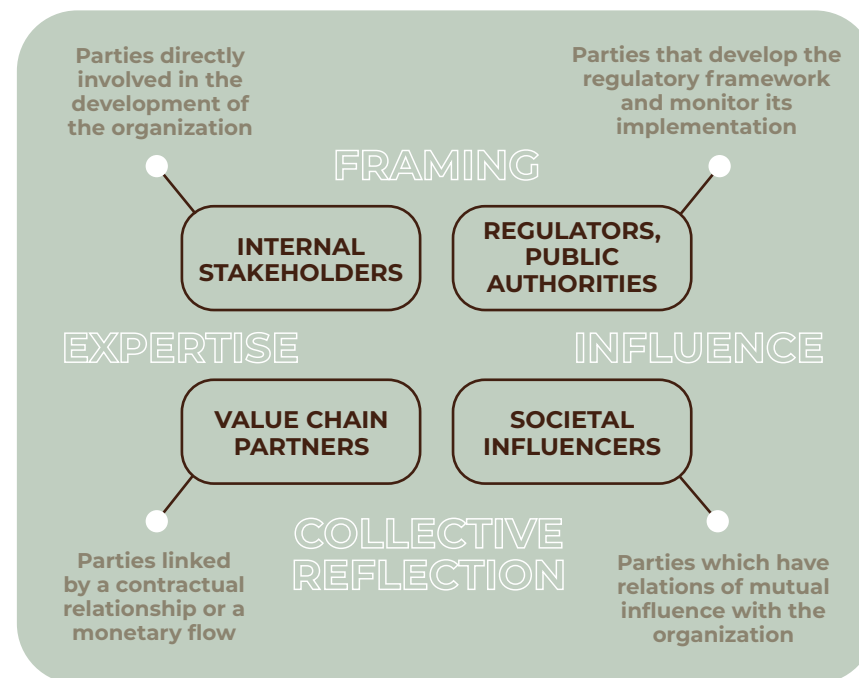 Parties directly
involved in the
development of
the organization
Parties that develop the
regulatory framework
and monitor its
implementation
FRAMING
INTERNAL
STAKEHOLDERS
REGULATORS,
PUBLIC
AUTHORITIES
EXPERTISE
INFLUENCE
VALUE CHAIN
PARTNERS
SOCIETAL
INFLUENCERS
COLLECTIVE
REFLECTION
Parties linked
by a contractual
relationship or a
monetary flow
Parties which have
relations of mutual
influence with the
organization